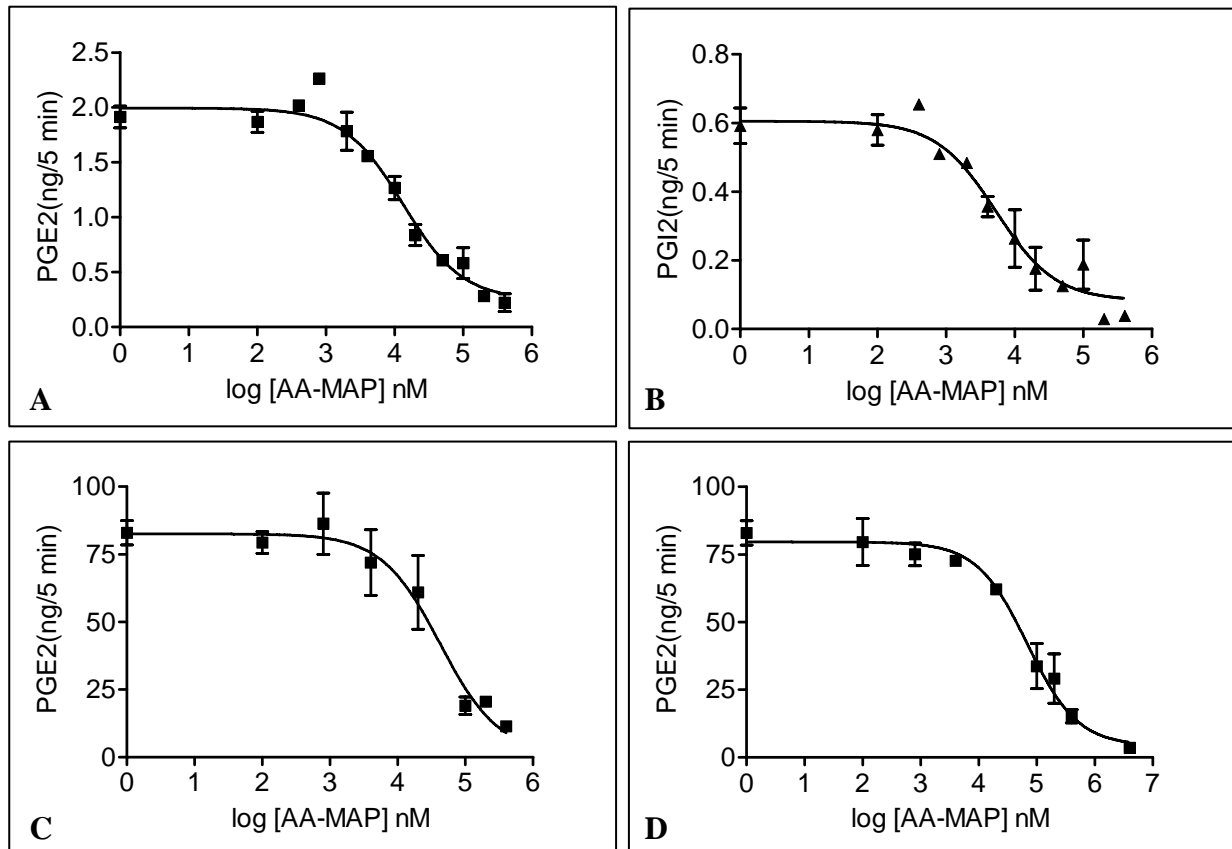 2.5
2.0
1.5
1.0
0.5
0.0
0 1 2 3 4 5 6
PGE2(ng/5 min)
log [AA-MAP] nM
A
0.8
0.6
0.4
0.2
0.0
0 1 2 3 4 5 6
PGI2(ng/5 min)
log [AA-MAP] nM
B
100
75
50
25
0
0 1 2 3 4 5 6
PGE2(ng/5 min)
log [AA-MAP] nM
C
100
75
50
25
0
0 1 2 3 4 5 6 7
PGE2(ng/5 min)
log [AA-MAP] nM
D